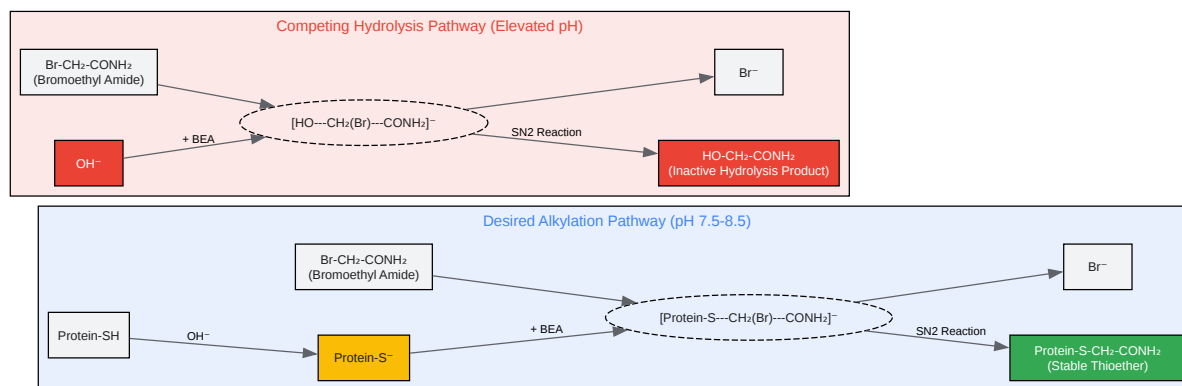 Competing Hydrolysis Pathway (Elevated pH)
Br-CH₂-CONH₂
(Bromoethyl Amide)
Br⁻
[HO---CH₂(Br)---CONH₂]⁻
+ BEA
SN2 Reaction
OH⁻
HO-CH₂-CONH₂
(Inactive Hydrolysis Product)
Desired Alkylation Pathway (pH 7.5-8.5)
Br-CH₂-CONH₂
(Bromoethyl Amide)
Br⁻
[Protein-S---CH₂(Br)---CONH₂]⁻
Protein-SH
OH⁻
+ BEA
SN2 Reaction
Protein-S⁻
Protein-S-CH₂-CONH₂
(Stable Thioether)